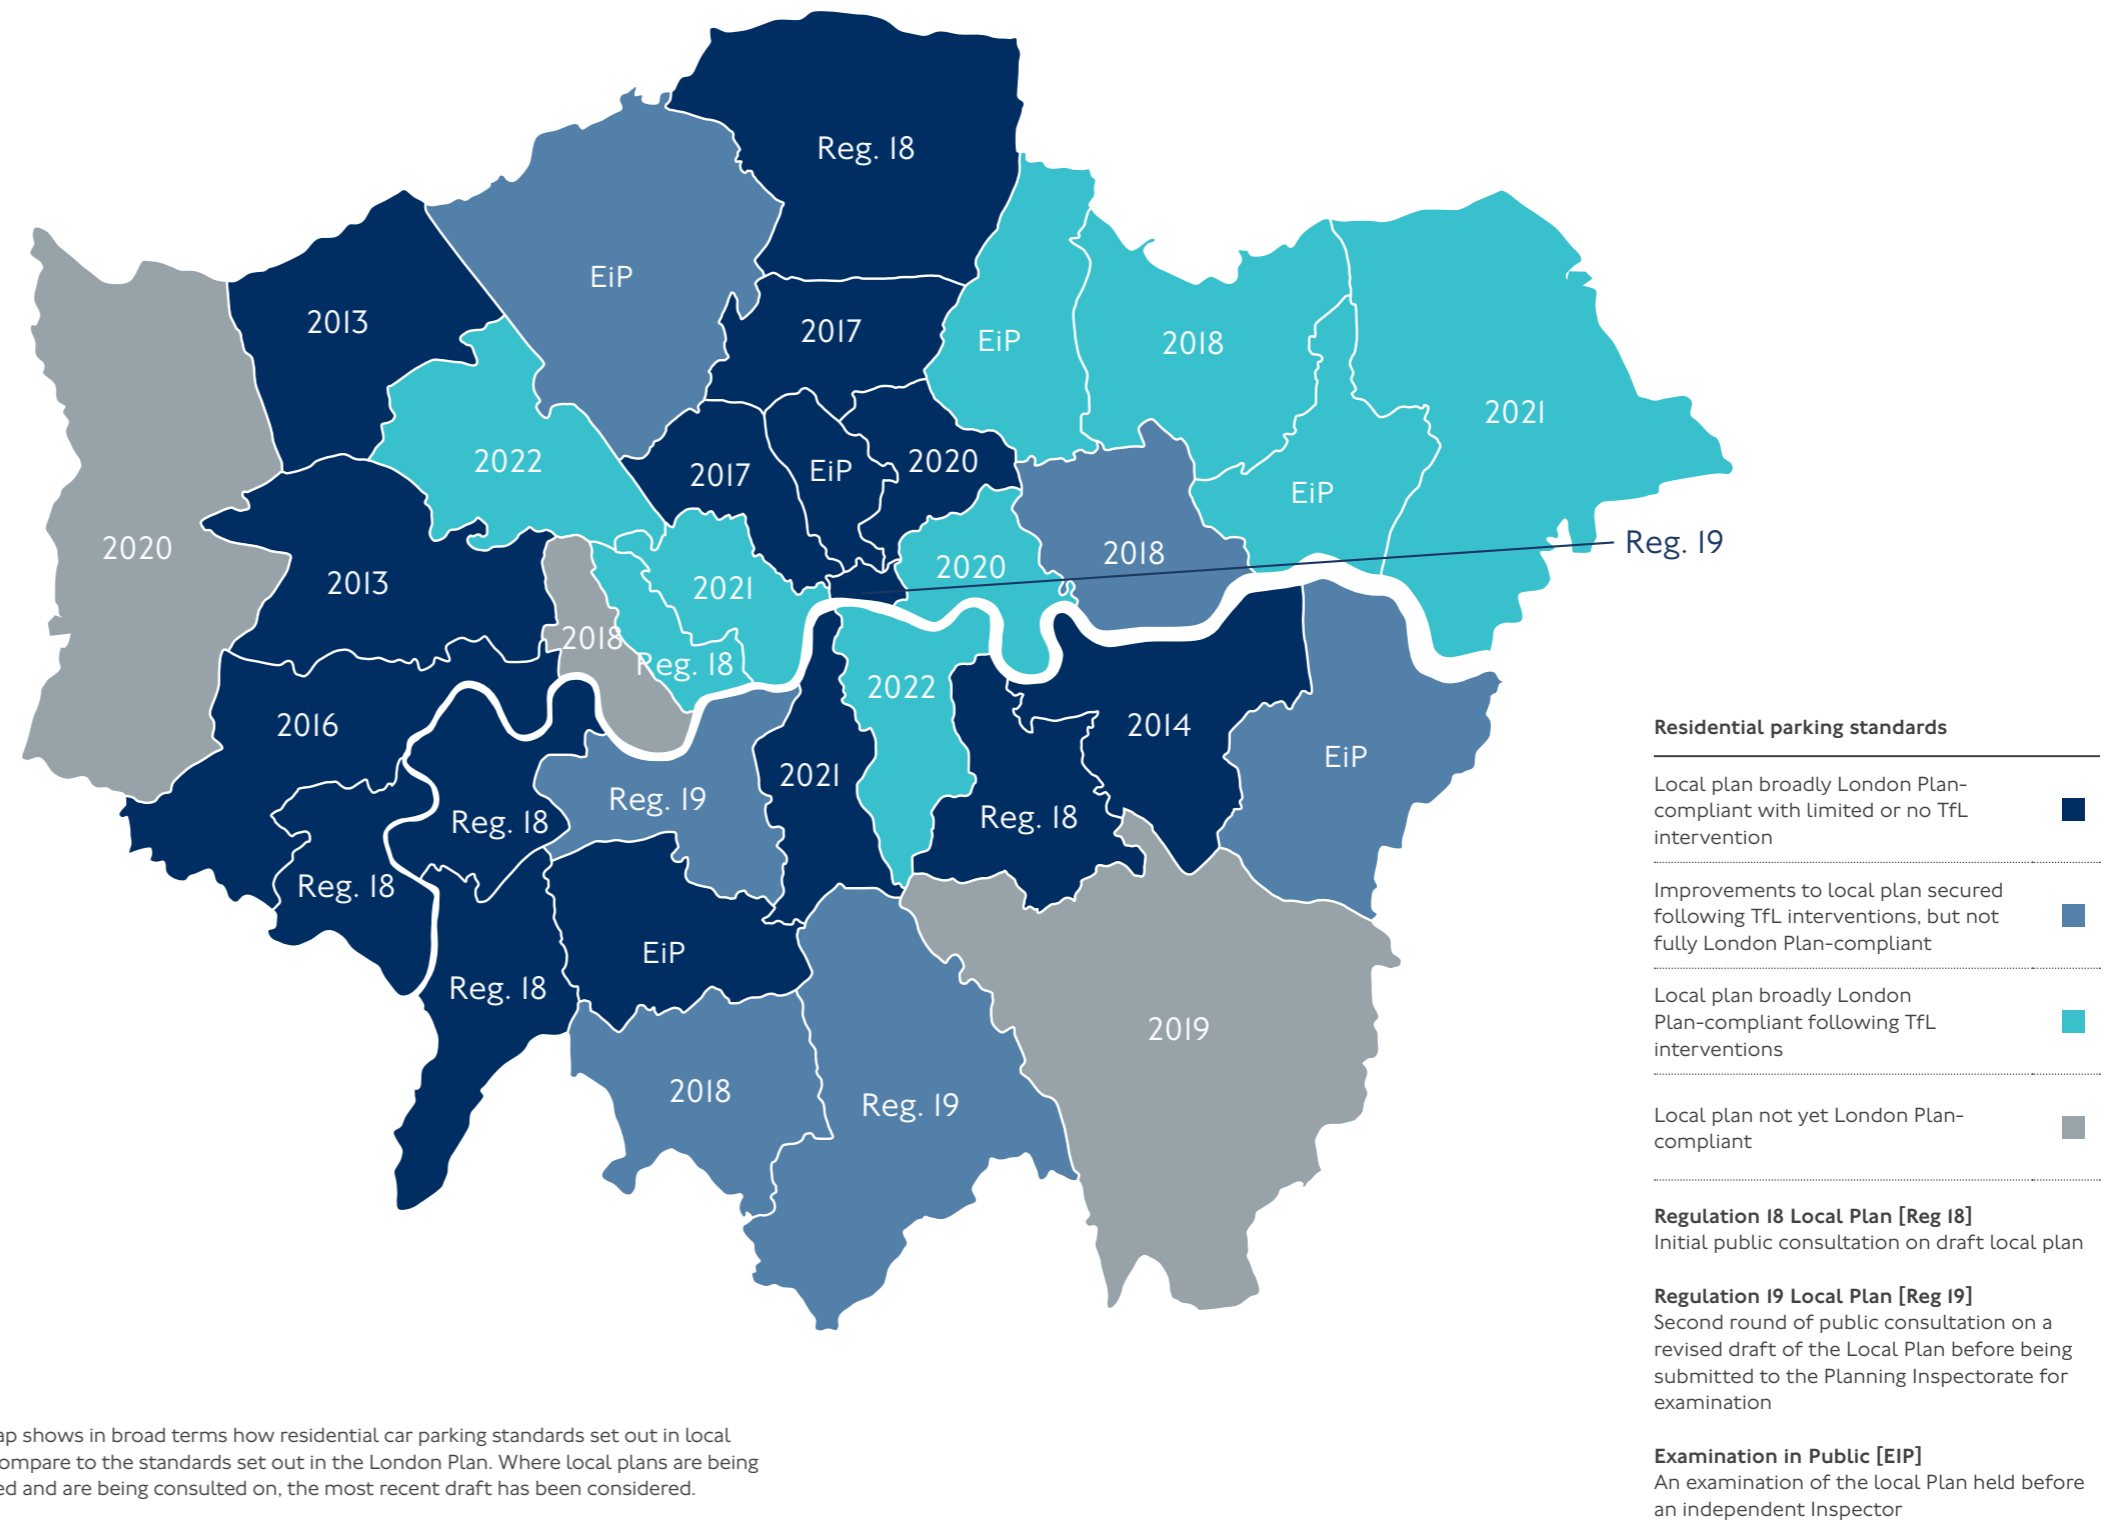 Reg. 18
EiP
2013
2017
EiP
2018
2021
2022
2017
EiP
2020
EiP
2020
2013
2018
2021
2020
2018
Reg. 19
Reg. 18
2016
2022
2014
EiP
2021
Reg. 18
Reg. 19
Reg. 18
Reg. 18
EiP
Reg. 18
2018
Reg. 19
2019
Residential parking standards
Local plan broadly London Plan-
compliant with limited or no TfL
intervention
Improvements to local plan secured
following TfL interventions, but not
fully London Plan-compliant
Local plan broadly London
Plan-compliant following TfL
interventions
Local plan not yet London Plan-
compliant
Regulation 18 Local Plan [Reg 18]
Initial public consultation on draft local plan
Regulation 19 Local Plan [Reg 19]
Second round of public consultation on a
revised draft of the Local Plan before being
submitted to the Planning Inspectorate for
examination
Examination in Public [EIP]
An examination of the local Plan held before
an independent Inspector
ap shows in broad terms how residential car parking standards set out in local
ompare to the standards set out in the London Plan. Where local plans are being
ed and are being consulted on, the most recent draft has been considered.